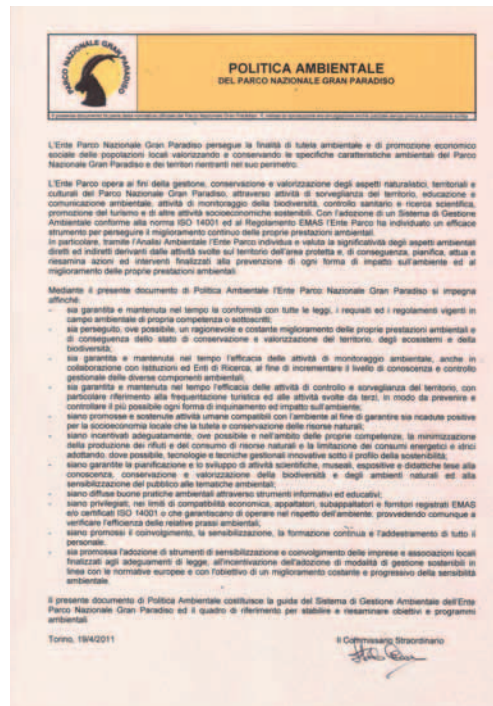 PARCO NAZIONALE GRAN PARADISO
POLITICA AMBIENTALE
DEL PARCO NAZIONALE GRAN PARADISO
L'Ente Parco Nazionale Gran Paradiso persegue la finalità di tutela ambientale e di promozione economico
sociale delle popolazioni locali valorizzando e conservando le specifiche caratteristiche ambientali del Parco
Nazionale Gran Paradiso e dei territori rientranti nel suo perimetro.
L'Ente Parco opera ai fini della gestione, conservazione e valorizzazione degli aspetti naturalistici, territoriali e
culturali del Parco Nazionale Gran Paradiso, attraverso attività di sorveglianza del territorio, educazione e
comunicazione ambientale, attività di monitoraggio della biodiversità, controllo sanitario e ricerca scientifica,
promozione del turismo e di altre attività socioeconomiche sostenibili. Con l'adozione di un Sistema di Gestione
Ambientale conforme alla norma ISO 14001 ed al Regolamento EMAS l'Ente Parco ha individuato un efficace
strumento per perseguire il miglioramento continuo delle proprie prestazioni ambientali.
In particolare, tramite l'Analisi Ambientale l'Ente Parco individua e valuta la significatività degli aspetti ambientali
diretti ed indiretti derivanti dalle attività svolte sul territorio dell'area protetta e, di conseguenza, pianifica, attua e
riesamina azioni ed interventi finalizzati alla prevenzione di ogni forma di impatto sull'ambiente ed al
miglioramento delle proprie prestazioni ambientali.
Mediante il presente documento di Politica Ambientale l'Ente Parco Nazionale Gran Paradiso si impegna
affinché:
- sia garantita e mantenuta nel tempo la conformità con tutte le leggi, i requisiti ed i regolamenti vigenti in
campo ambientale di propria competenza o sottoscritti;
- sia perseguito, ove possibile, un ragionevole e costante miglioramento delle proprie prestazioni ambientali e
di conseguenza dello stato di conservazione e valorizzazione del territorio, degli ecosistemi e della
biodiversità;
- sia garantita e mantenuta nel tempo l'efficacia delle attività di monitoraggio ambientale, anche in
collaborazione con Istituzioni ed Enti di Ricerca, al fine di incrementare il livello di conoscenza e controllo
gestionale delle diverse componenti ambientali;
- sia garantita e mantenuta nel tempo l'efficacia delle attività di controllo e sorveglianza del territorio, con
particolare riferimento alla frequentazione turistica ed alle attività svolte da terzi, in modo da prevenire e
controllare il più possibile ogni forma di inquinamento ed impatto sull'ambiente;
- siano promosse e sostenute attività umane compatibili con l'ambiente al fine di garantire sia ricadute positive
per la socioeconomia locale che la tutela e conservazione delle risorse naturali;
- siano incentivati adeguatamente, ove possibile e nell'ambito delle proprie competenze, la minimizzazione
della produzione dei rifiuti e del consumo di risorse naturali e la limitazione dei consumi energetici e idrici
adottando, dove possibile, tecnologie e tecniche gestionali innovative sotto il profilo della sostenibilità;
- siano garantite la pianificazione e lo sviluppo di attività scientifiche, museali, espositive e didattiche tese alla
conoscenza, conservazione e valorizzazione della biodiversità e degli ambienti naturali ed alla
sensibilizzazione del pubblico alle tematiche ambientali;
- siano diffuse buone pratiche ambientali attraverso strumenti informativi ed educativi;
- siano privilegiati, nei limiti di compatibilità economica, appaltatori, subappaltatori e fornitori registrati EMAS
e/o certificati ISO 14001 o che garantiscano di operare nel rispetto dell'ambiente, provvedendo comunque a
verificare l'efficienza delle relative prassi ambientali;
- siano promossi il coinvolgimento, la sensibilizzazione, la formazione continua e l'addestramento di tutto il
personale;
- sia promossa l'adozione di strumenti di sensibilizzazione e coinvolgimento delle imprese e associazioni locali
finalizzati agli adeguamenti di legge, all'incentivazione dell'adozione di modalità di gestione sostenibili in
linea con le normative europee e con l'obiettivo di un miglioramento costante e progressivo della sensibilità
ambientale.
Il presente documento di Politica Ambientale costituisce la guida del Sistema di Gestione Ambientale dell'Ente
Parco Nazionale Gran Paradiso ed il quadro di riferimento per stabilire e riesaminare obiettivi e programmi
ambientali.
Torino, 19/4/2011
Il Commissario Straordinario